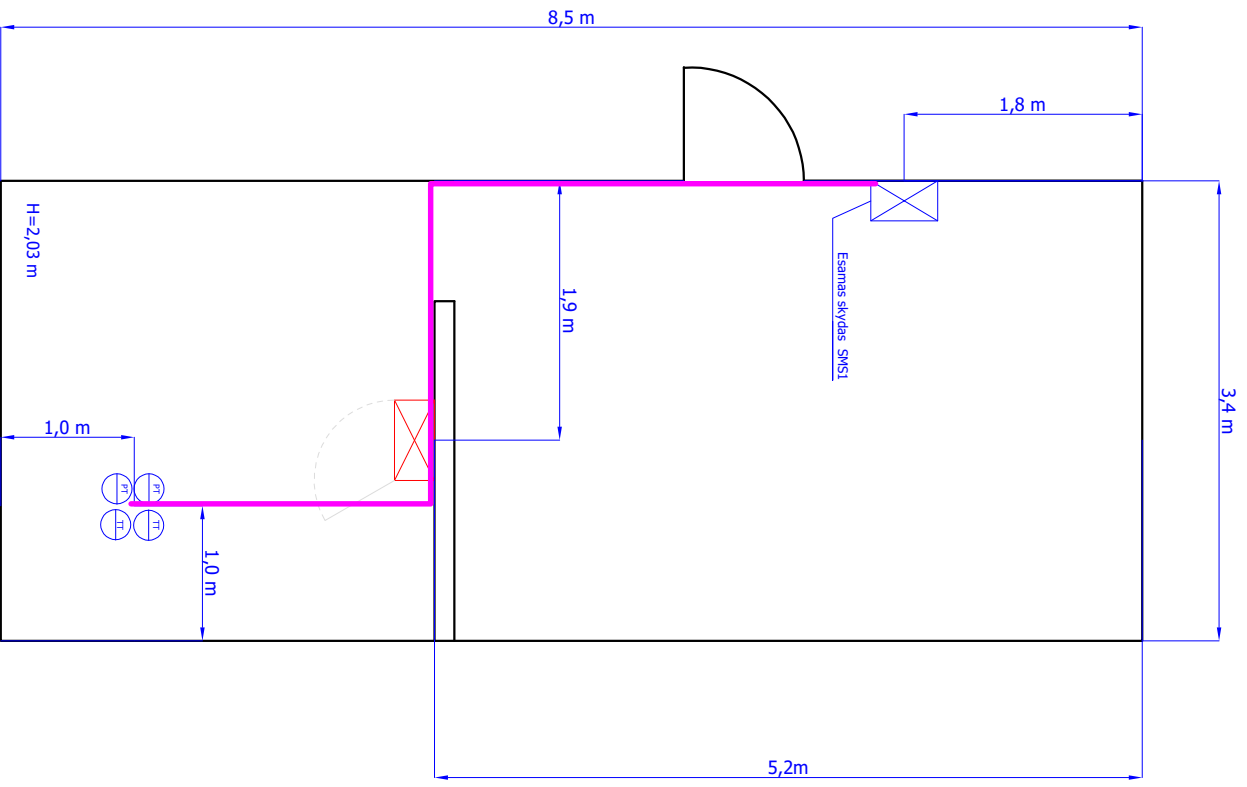 8,5 m
1,8 m
H=2,03 m
Esamas skydas SMS1
1,9 m
3,4 m
1,0 m
PT
PT
TT
TT
1,0 m
5,2m